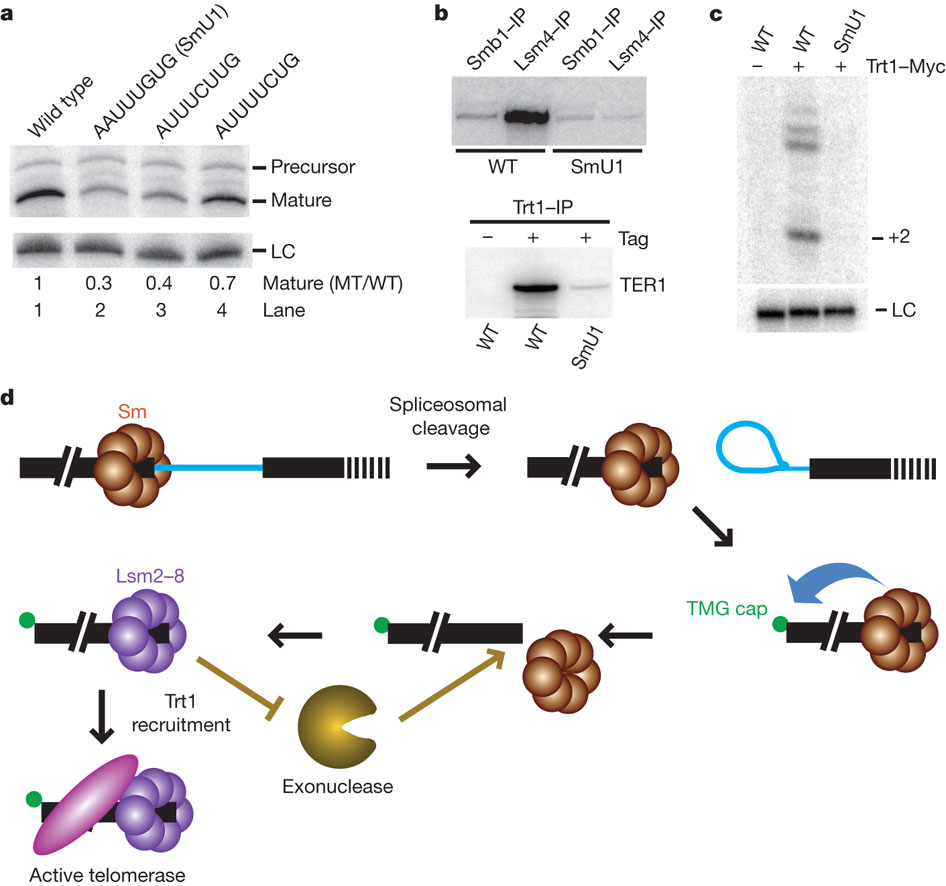 a
Wild type
AAUUUGUG (SmU1)
AUUUCUUG
AUUUUCUG
Precursor
Mature
LC
1 0.3 0.4 0.7 Mature (MT/WT)
1 2 3 4 Lane
b
Smb1–IP
Lsm4–IP
Smb1–IP
Lsm4–IP
WT SmU1
Trt1–IP
– + + Tag
TER1
WT
WT
SmU1
c
WT
WT
SmU1
– + + Trt1–Myc
+2
LC
d
Sm
Spliceosomal
cleavage
Lsm2–8
TMG cap
Trt1
recruitment
Exonuclease
Active telomerase